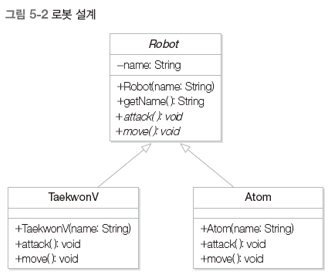 그림 5-2 로봇 설계
Robot
-name: String
+Robot(name: String)
+getName(): String
+attack(): void
+move(): void
TaekwonV
+TaekwonV(name: String)
+attack(): void
+move(): void
Atom
+Atom(name: String)
+attack(): void
+move(): void